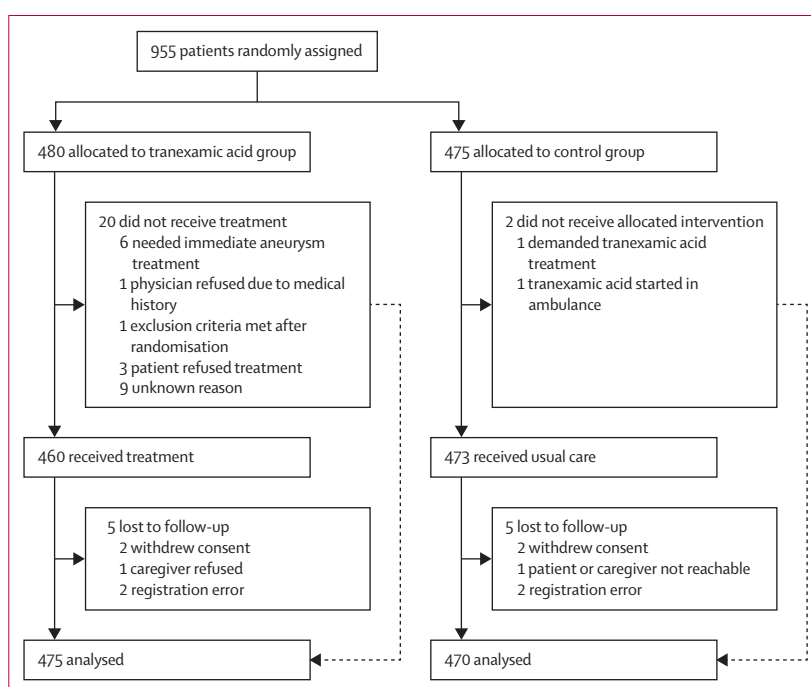 955 patients randomly assigned
480 allocated to tranexamic acid group
475 allocated to control group
20 did not receive treatment
6 needed immediate aneurysm
treatment
1 physician refused due to medical
history
1 exclusion criteria met after
randomisation
3 patient refused treatment
9 unknown reason
2 did not receive allocated intervention
1 demanded tranexamic acid
treatment
1 tranexamic acid started in
ambulance
460 received treatment
473 received usual care
5 lost to follow-up
2 withdrew consent
1 caregiver refused
2 registration error
5 lost to follow-up
2 withdrew consent
1 patient or caregiver not reachable
2 registration error
475 analysed
470 analysed